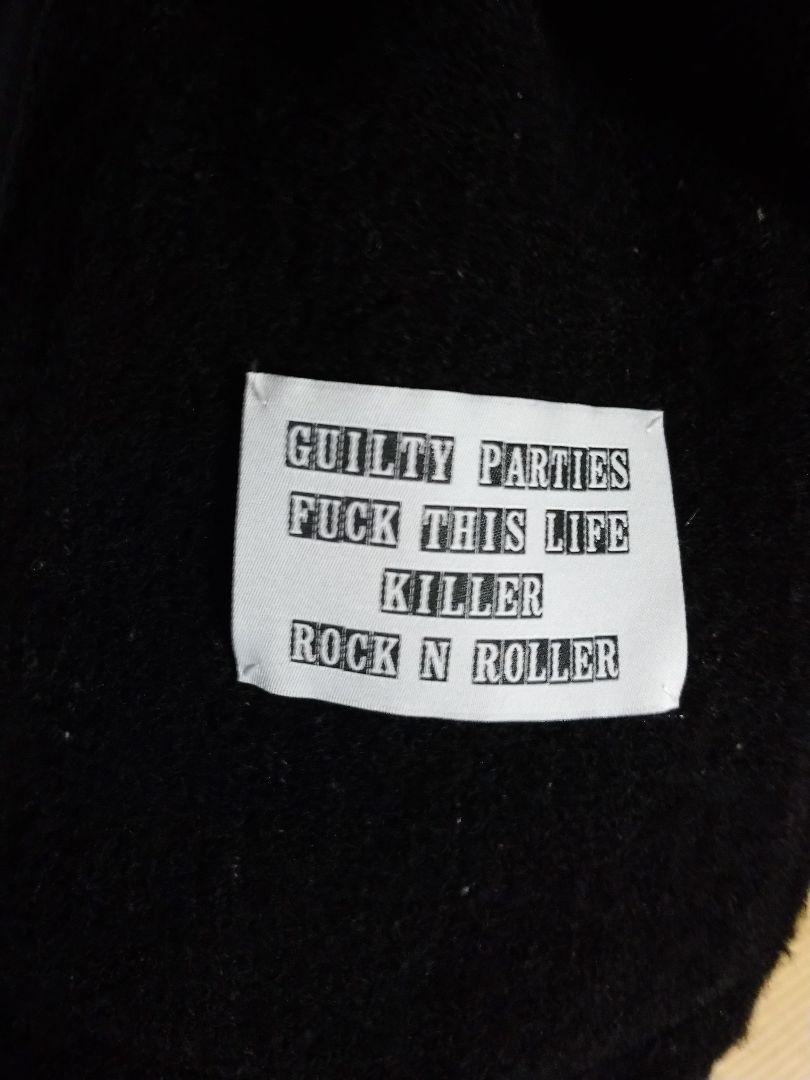 GUILTY PARTIES
FUCK THIS LIFE
KILLER
ROCK N ROLLER